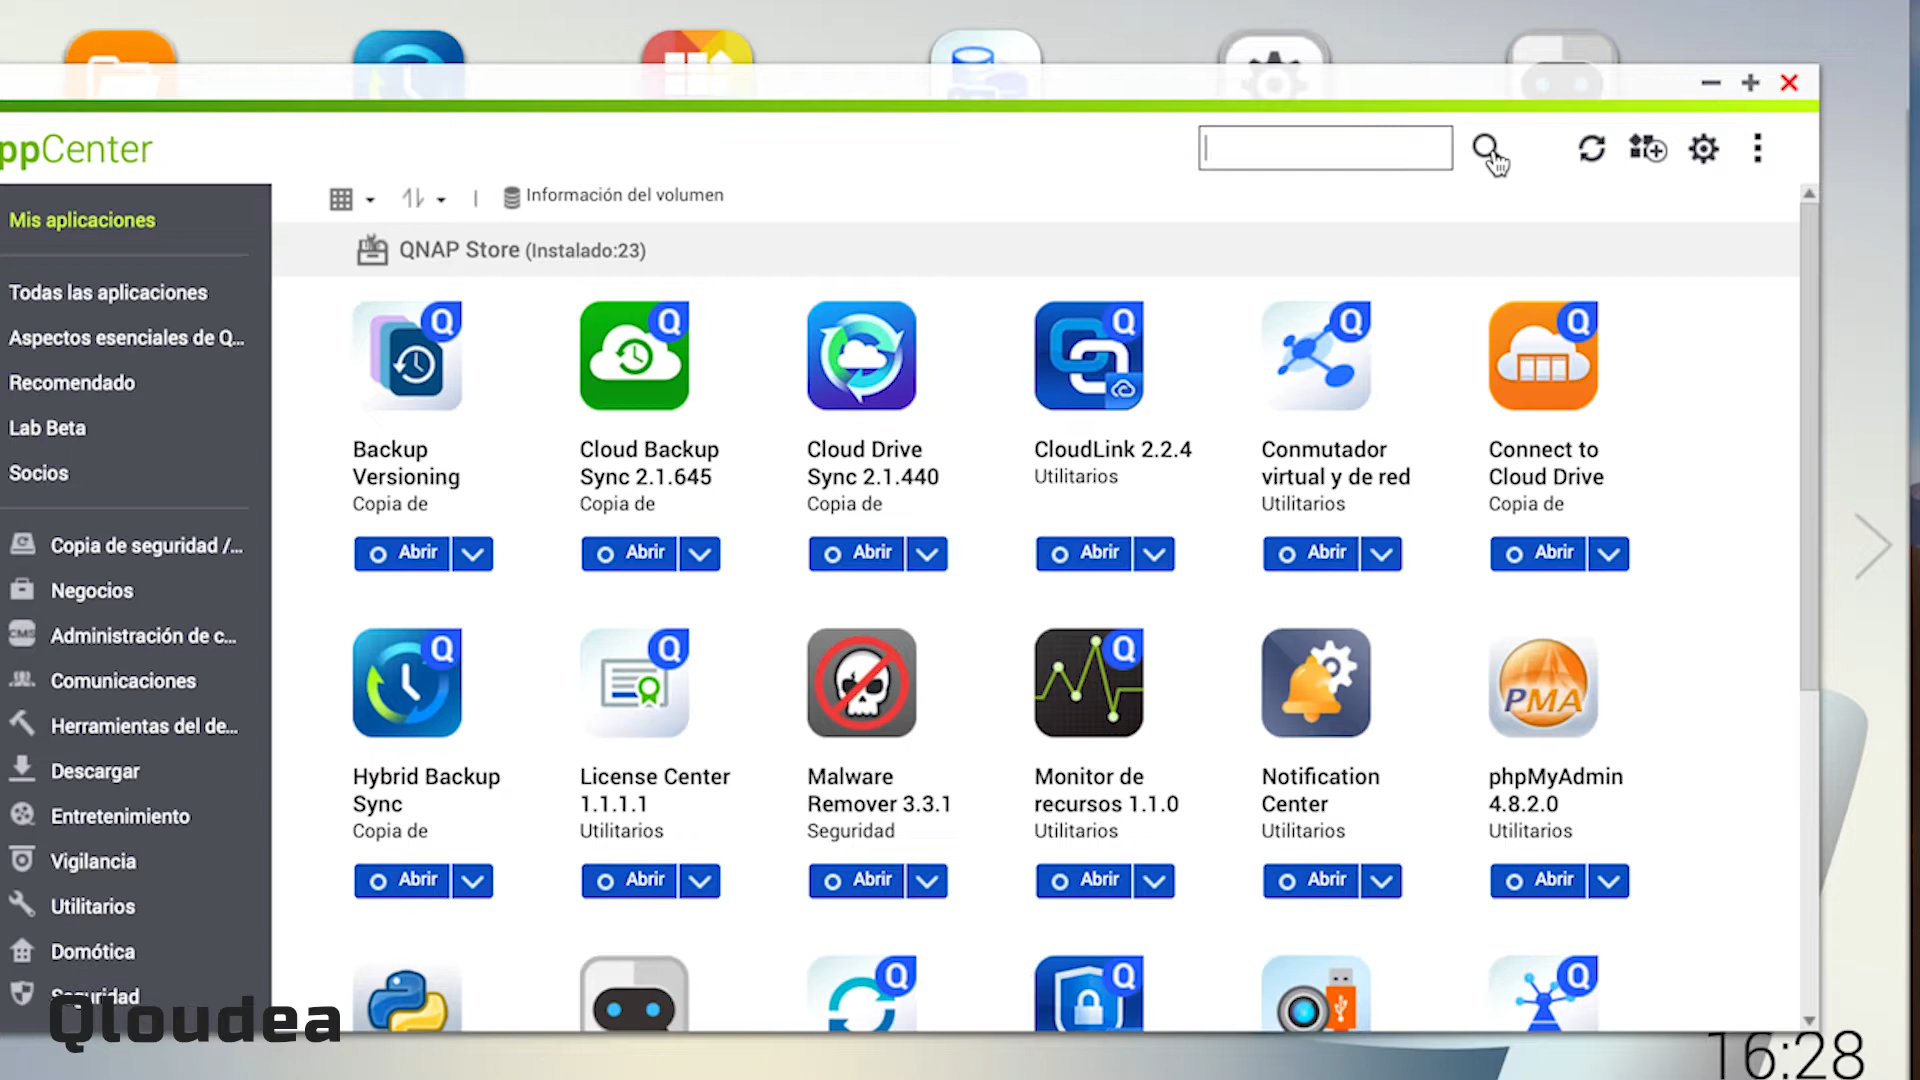 ppCenter
Información del volumen
Mis aplicaciones
Todas las aplicaciones
Aspectos esenciales de Q...
Recomendado
Lab Beta
Socios
Copia de seguridad /...
Negocios
CMS Administración de c...
Comunicaciones
Herramientas del de...
Descargar
Entretenimiento
Vigilancia
Utilitarios
Domótica
Seguridad
QNAP Store (Instalado:23)
Q
Q
Q
Q
Q
Backup Versioning
Copia de
Abrir
Cloud Backup Sync 2.1.645
Copia de
Abrir
Cloud Drive Sync 2.1.440
Copia de
Abrir
CloudLink 2.2.4
Utilitarios
Abrir
Conmutador virtual y de red
Utilitarios
Abrir
Connect to Cloud Drive
Copia de
Abrir
Q
Q
Q
PMA
Hybrid Backup Sync
Copia de
Abrir
License Center 1.1.1.1
Utilitarios
Abrir
Malware Remover 3.3.1
Seguridad
Abrir
Monitor de recursos 1.1.0
Utilitarios
Abrir
Notification Center
Utilitarios
Abrir
phpMyAdmin 4.8.2.0
Utilitarios
Abrir
Q
Q
Q
Qloudea
16:28